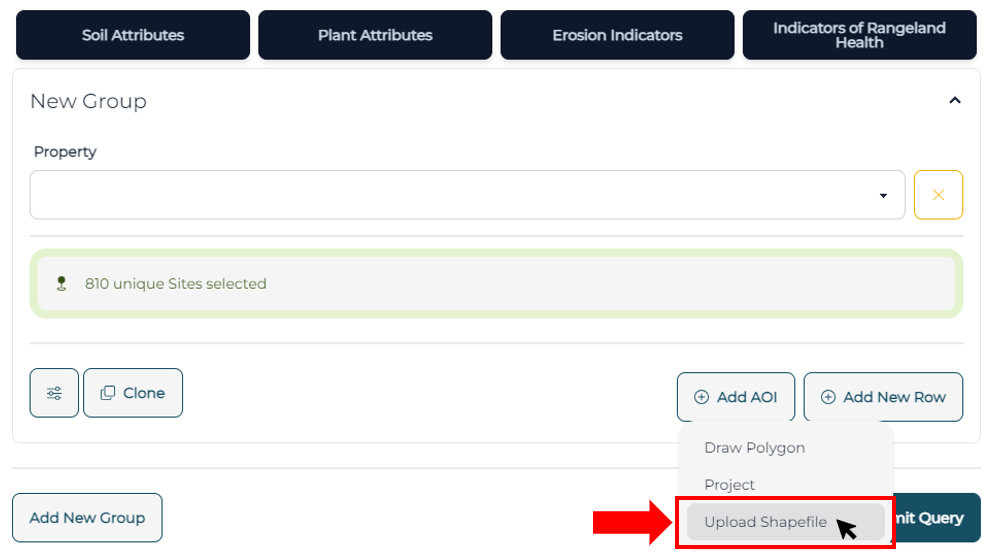 Soil Attributes
Plant Attributes
Erosion Indicators
Indicators of Rangeland
Health
New Group
Property
810 unique Sites selected
Clone
Add AOI
Add New Row
Draw Polygon
Project
Upload Shapefile
Add New Group
Query